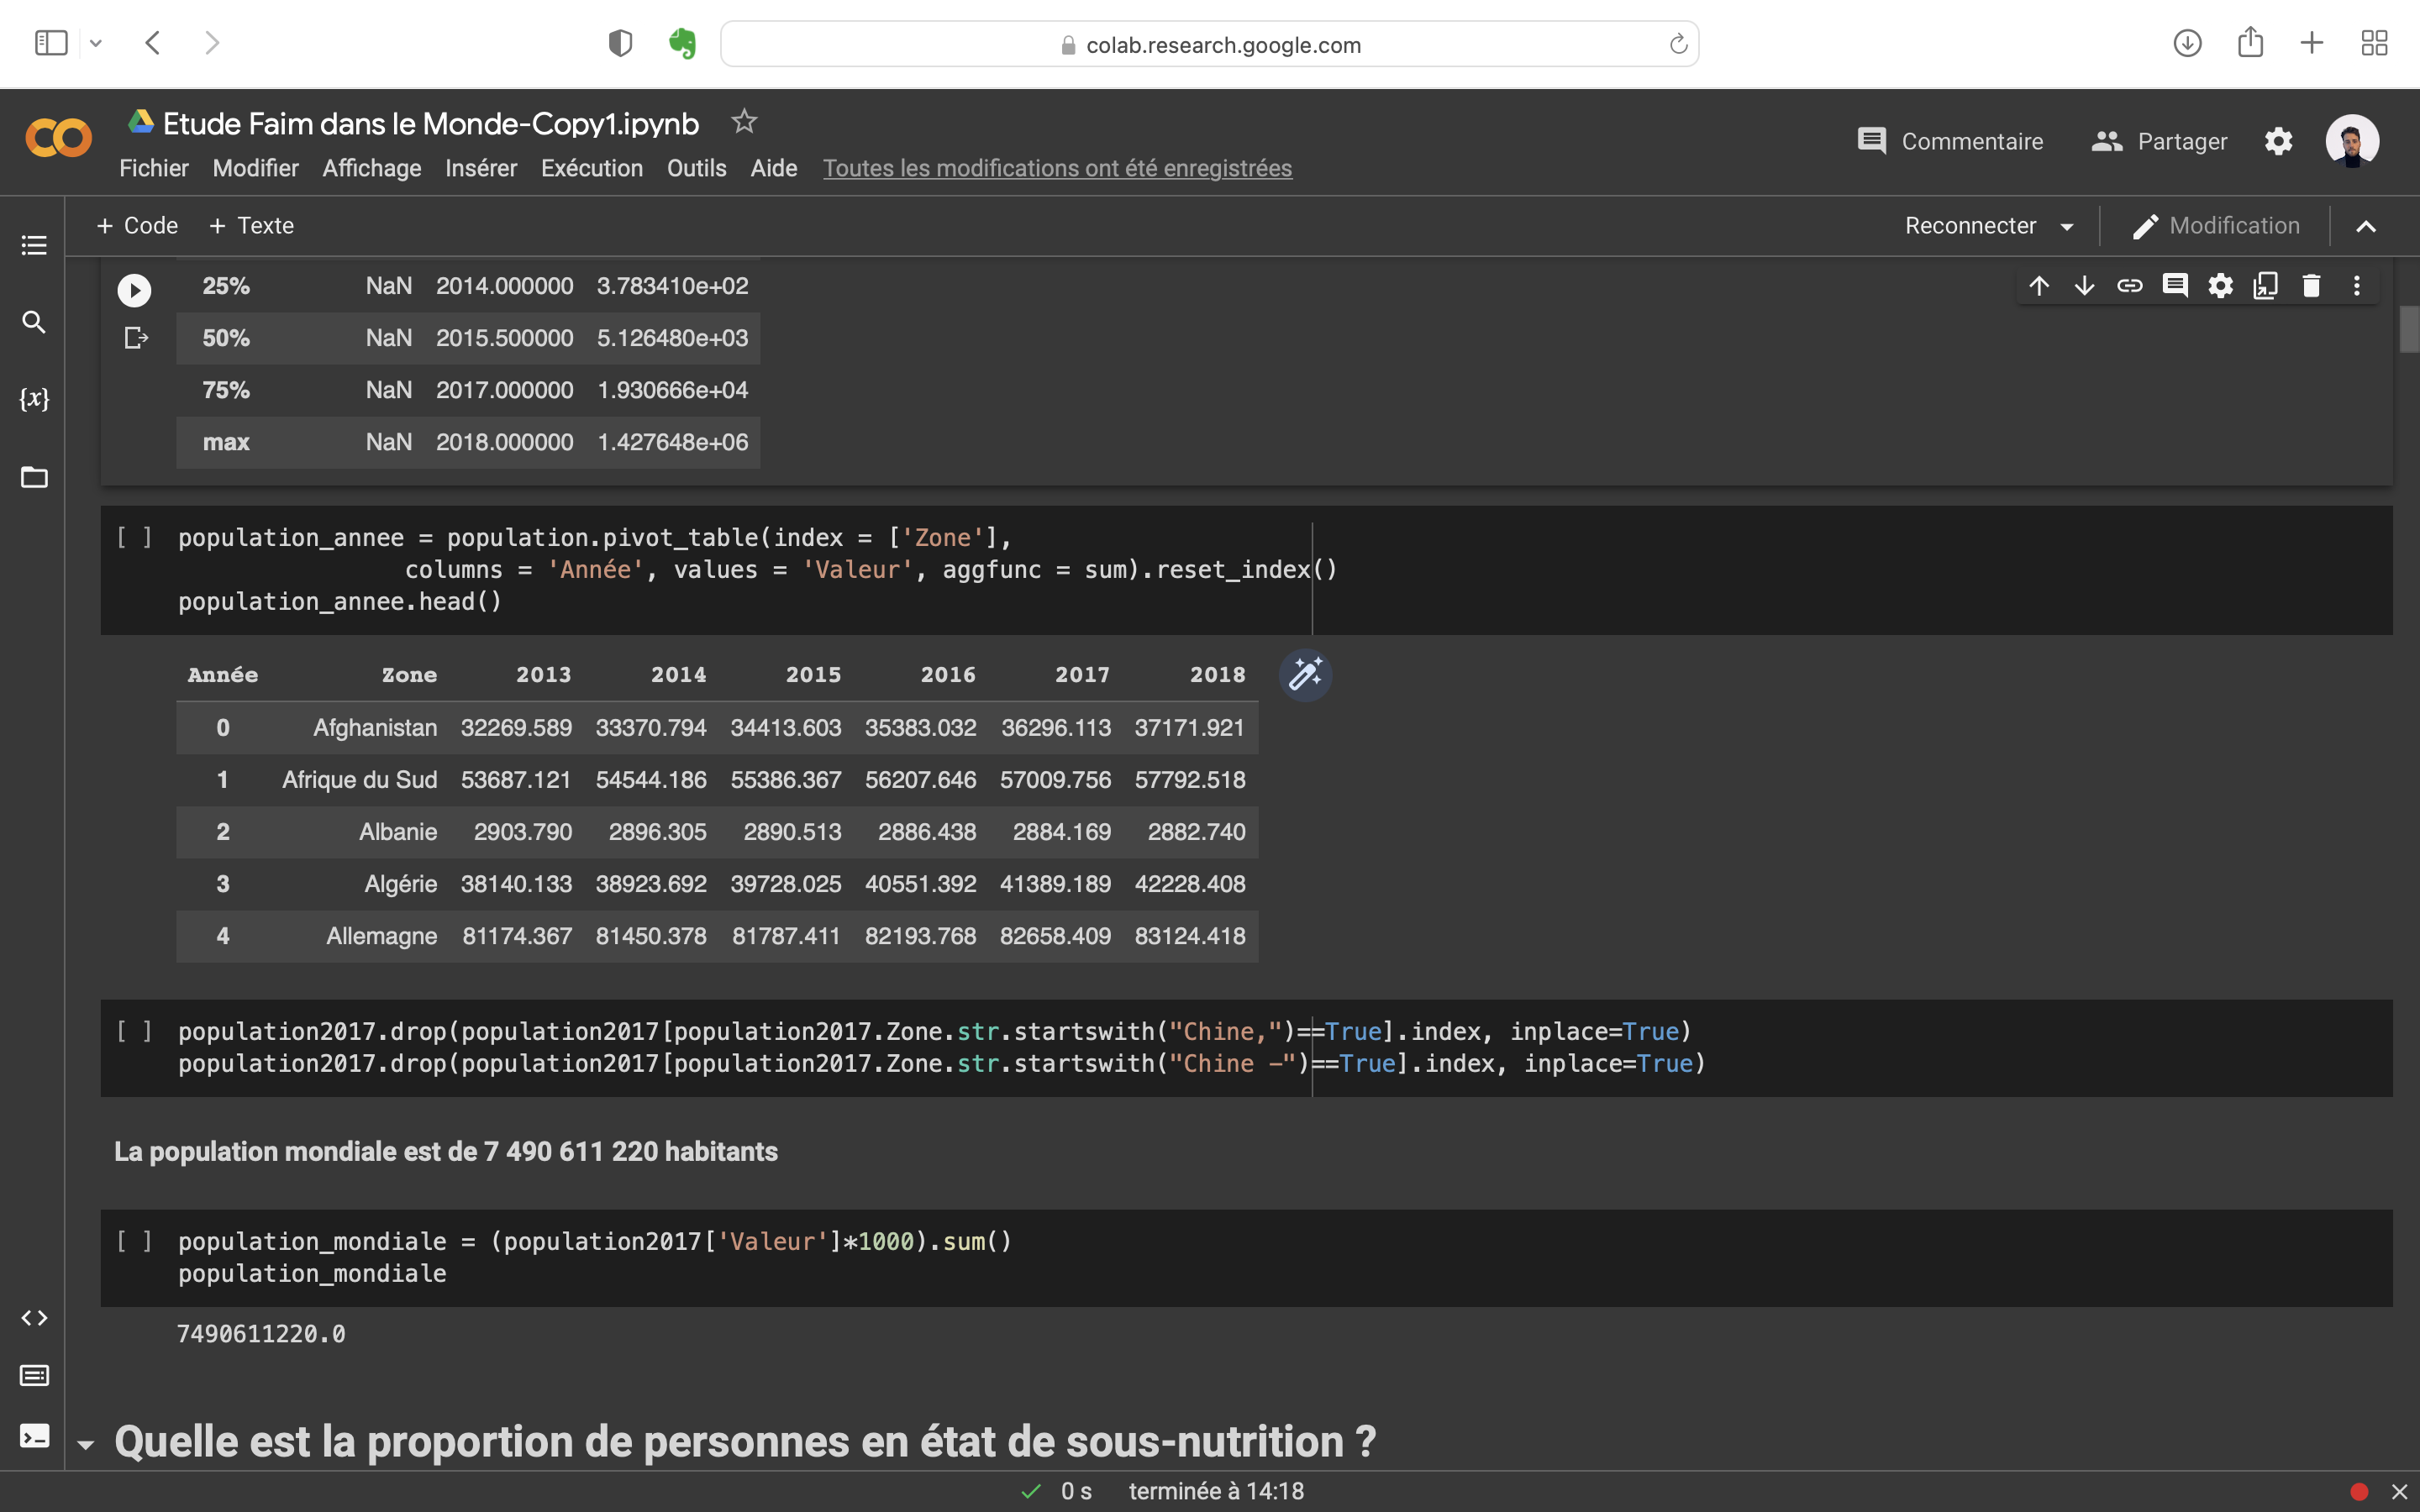 colab.research.google.com
Etude Faim dans le Monde-Copy1.ipynb
Fichier Modifier Affichage Insérer Exécution Outils Aide Toutes les modifications ont été enregistrées
Commentaire Partager
+ Code + Texte
Reconnecter Modification
25% NaN 2014.000000 3.783410e+02
50% NaN 2015.500000 5.126480e+03
75% NaN 2017.000000 1.930666e+04
max NaN 2018.000000 1.427648e+06
[ ] population_annee = population.pivot_table(index = ['Zone'],
columns = 'Année', values = 'Valeur', aggfunc = sum).reset_index()
population_annee.head()
Année Zone 2013 2014 2015 2016 2017 2018
0 Afghanistan 32269.589 33370.794 34413.603 35383.032 36296.113 37171.921
1 Afrique du Sud 53687.121 54544.186 55386.367 56207.646 57009.756 57792.518
2 Albanie 2903.790 2896.305 2890.513 2886.438 2884.169 2882.740
3 Algérie 38140.133 38923.692 39728.025 40551.392 41389.189 42228.408
4 Allemagne 81174.367 81450.378 81787.411 82193.768 82658.409 83124.418
[ ] population2017.drop(population2017[population2017.Zone.str.startswith("Chine,")==True].index, inplace=True)
population2017.drop(population2017[population2017.Zone.str.startswith("Chine -")==True].index, inplace=True)
La population mondiale est de 7 490 611 220 habitants
[ ] population_mondiale = (population2017['Valeur']*1000).sum()
population_mondiale
7490611220.0
Quelle est la proportion de personnes en état de sous-nutrition ?
0 s terminée à 14:18